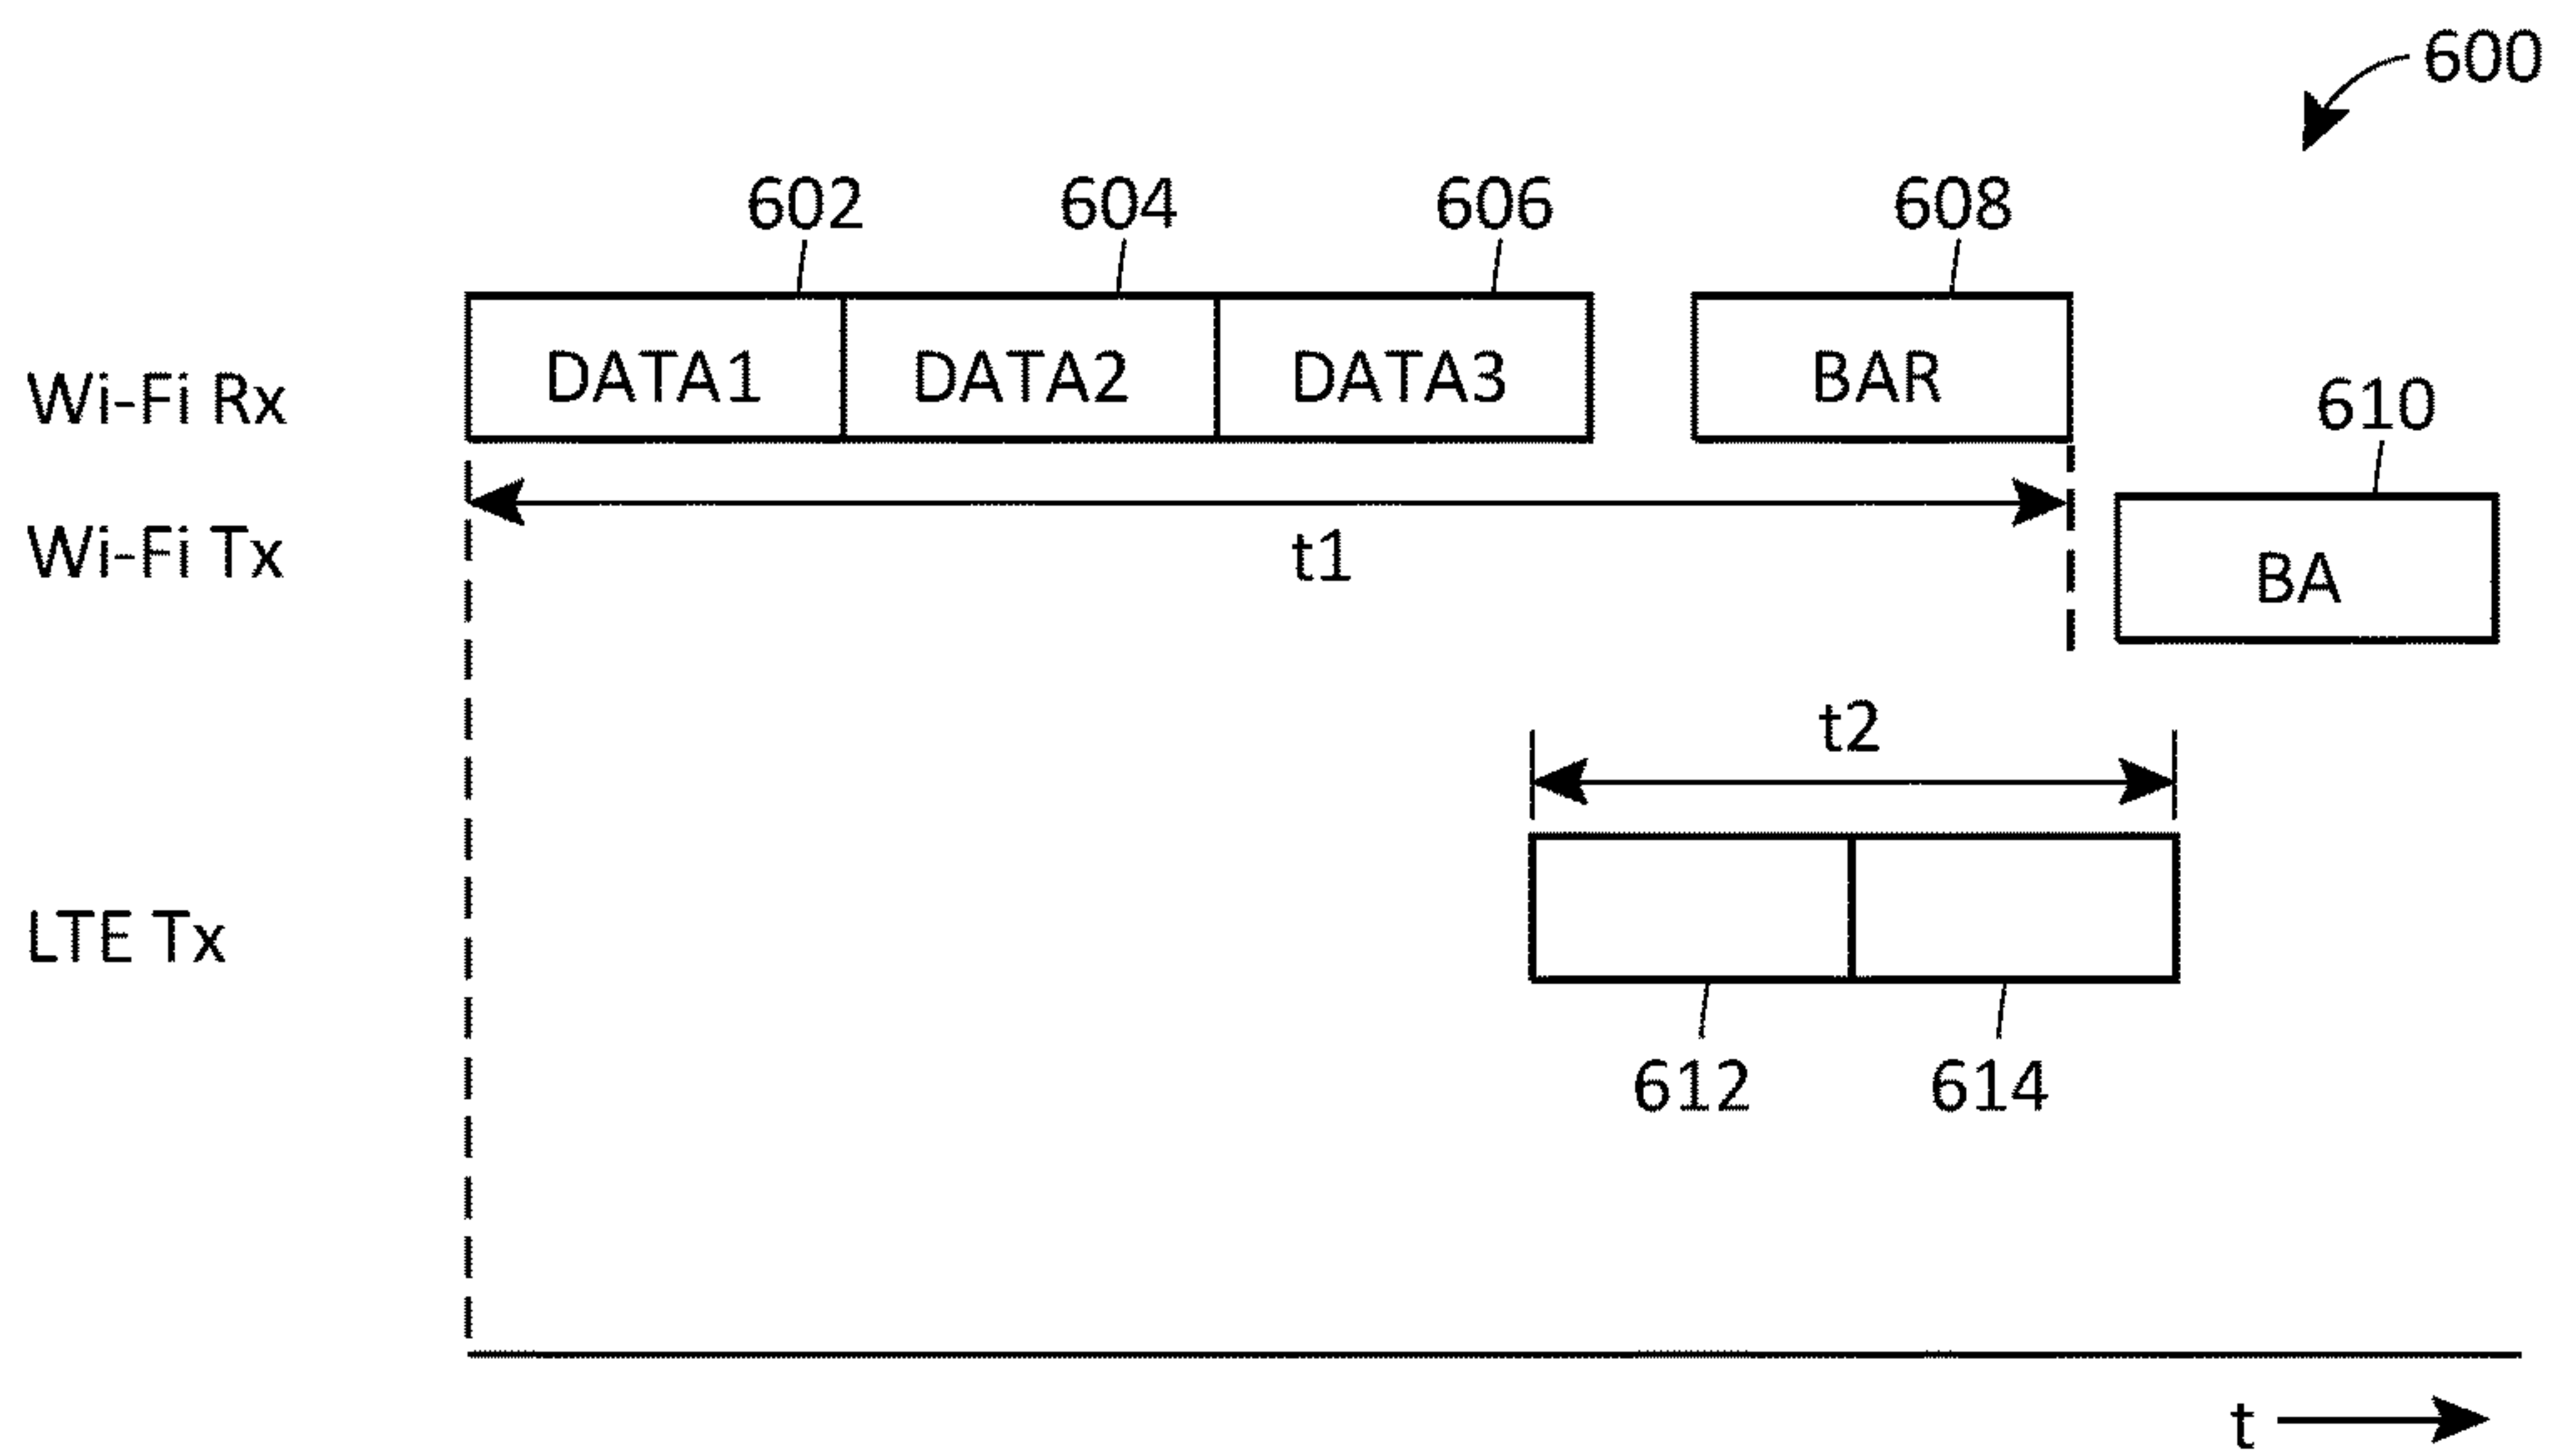 600
602 604 606 608
Wi-Fi Rx DATA1 DATA2 DATA3 BAR
610
Wi-Fi Tx t1 BA
t2
LTE Tx
612 614
t